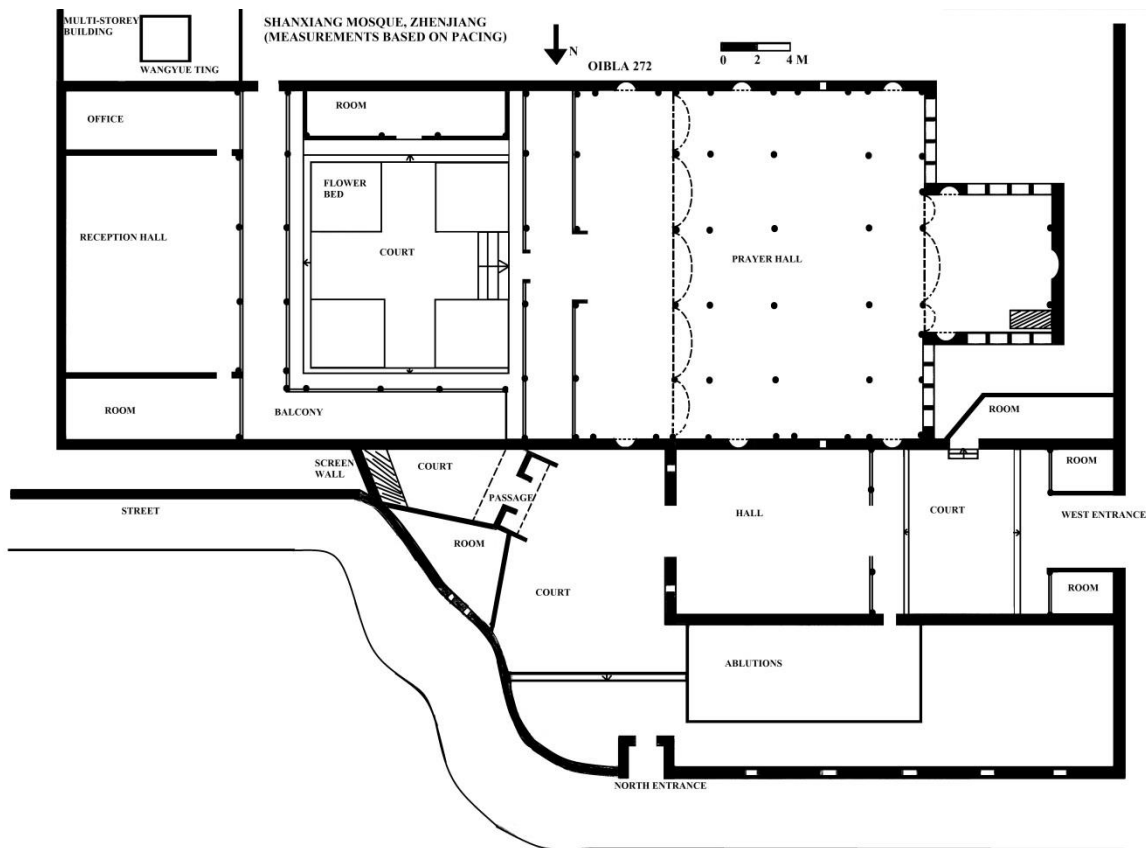 MULTI-STOREY
BUILDING
WANGYUE TING
SHANXIANG MOSQUE, ZHENJIANG
(MEASUREMENTS BASED ON PACING)
N
OIBLA 272
0 2 4 M
OFFICE
ROOM
FLOWER
BED
RECEPTION HALL
COURT
PRAYER HALL
ROOM
BALCONY
ROOM
SCREEN
WALL
COURT
PASSAGE
ROOM
STREET
HALL
COURT
WEST ENTRANCE
ROOM
COURT
ROOM
ABLUTIONS
NORTH ENTRANCE